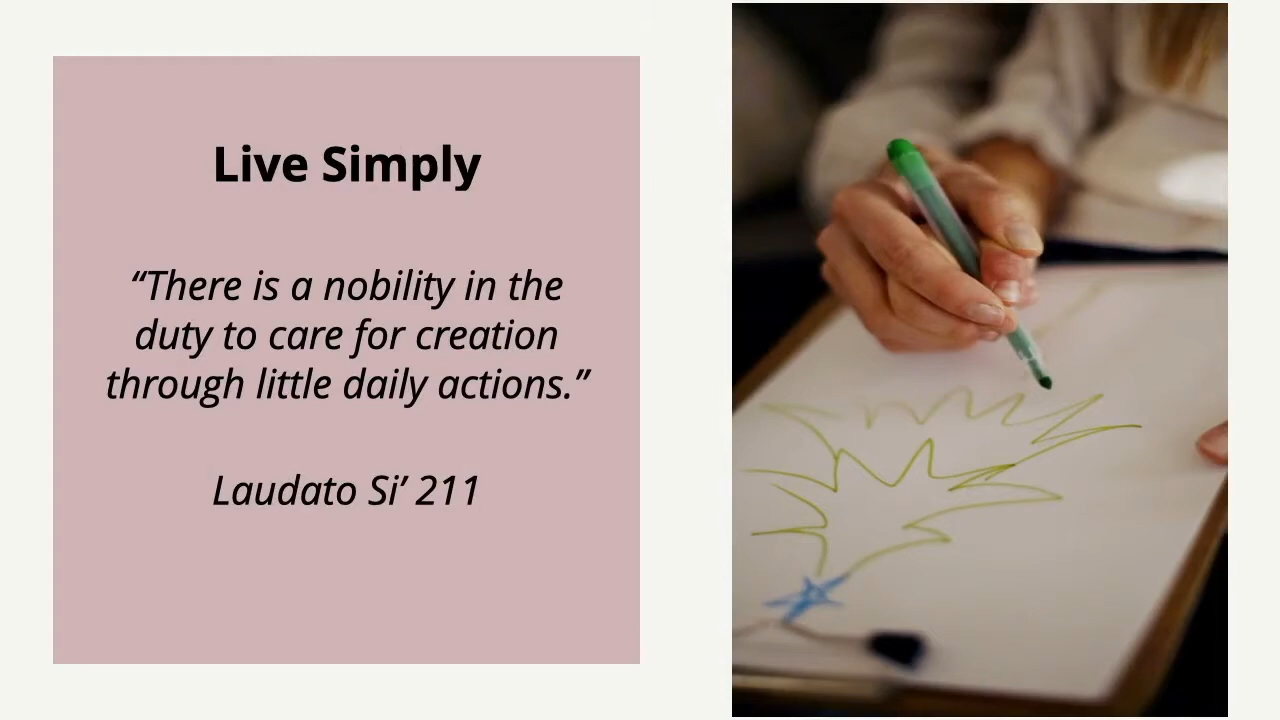 Live Simply
“There is a nobility in the
duty to care for creation
through little daily actions.”
Laudato Si’ 211